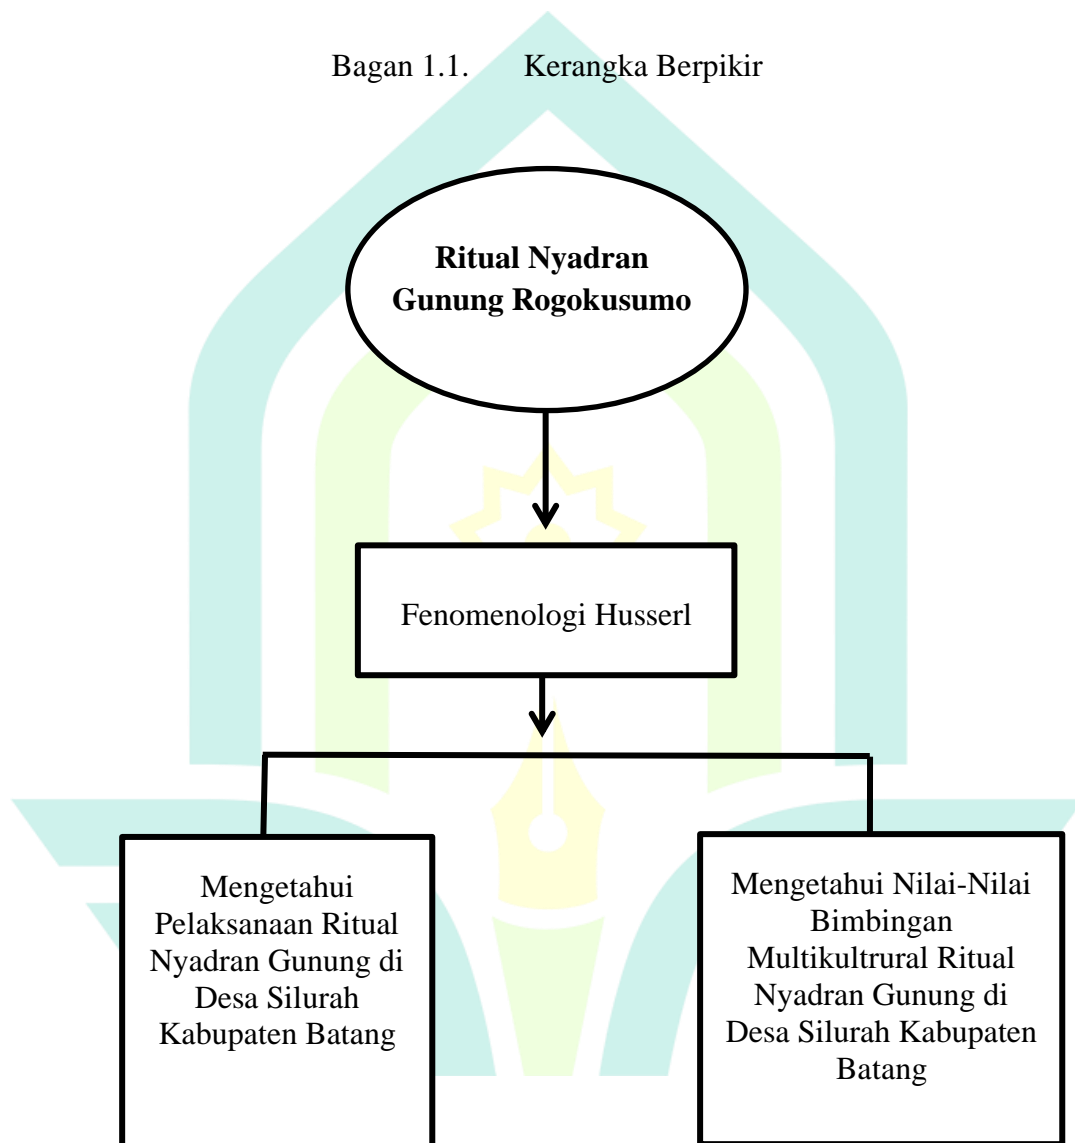 Bagan 1.1. Kerangka Berpikir
Ritual Nyadran
Gunung Rogokusumo
Fenomenologi Husserl
Mengetahui
Pelaksanaan Ritual
Nyadran Gunung di
Desa Silurah
Kabupaten Batang
Mengetahui Nilai-Nilai
Bimbingan
Multikultrural Ritual
Nyadran Gunung di
Desa Silurah Kabupaten
Batang